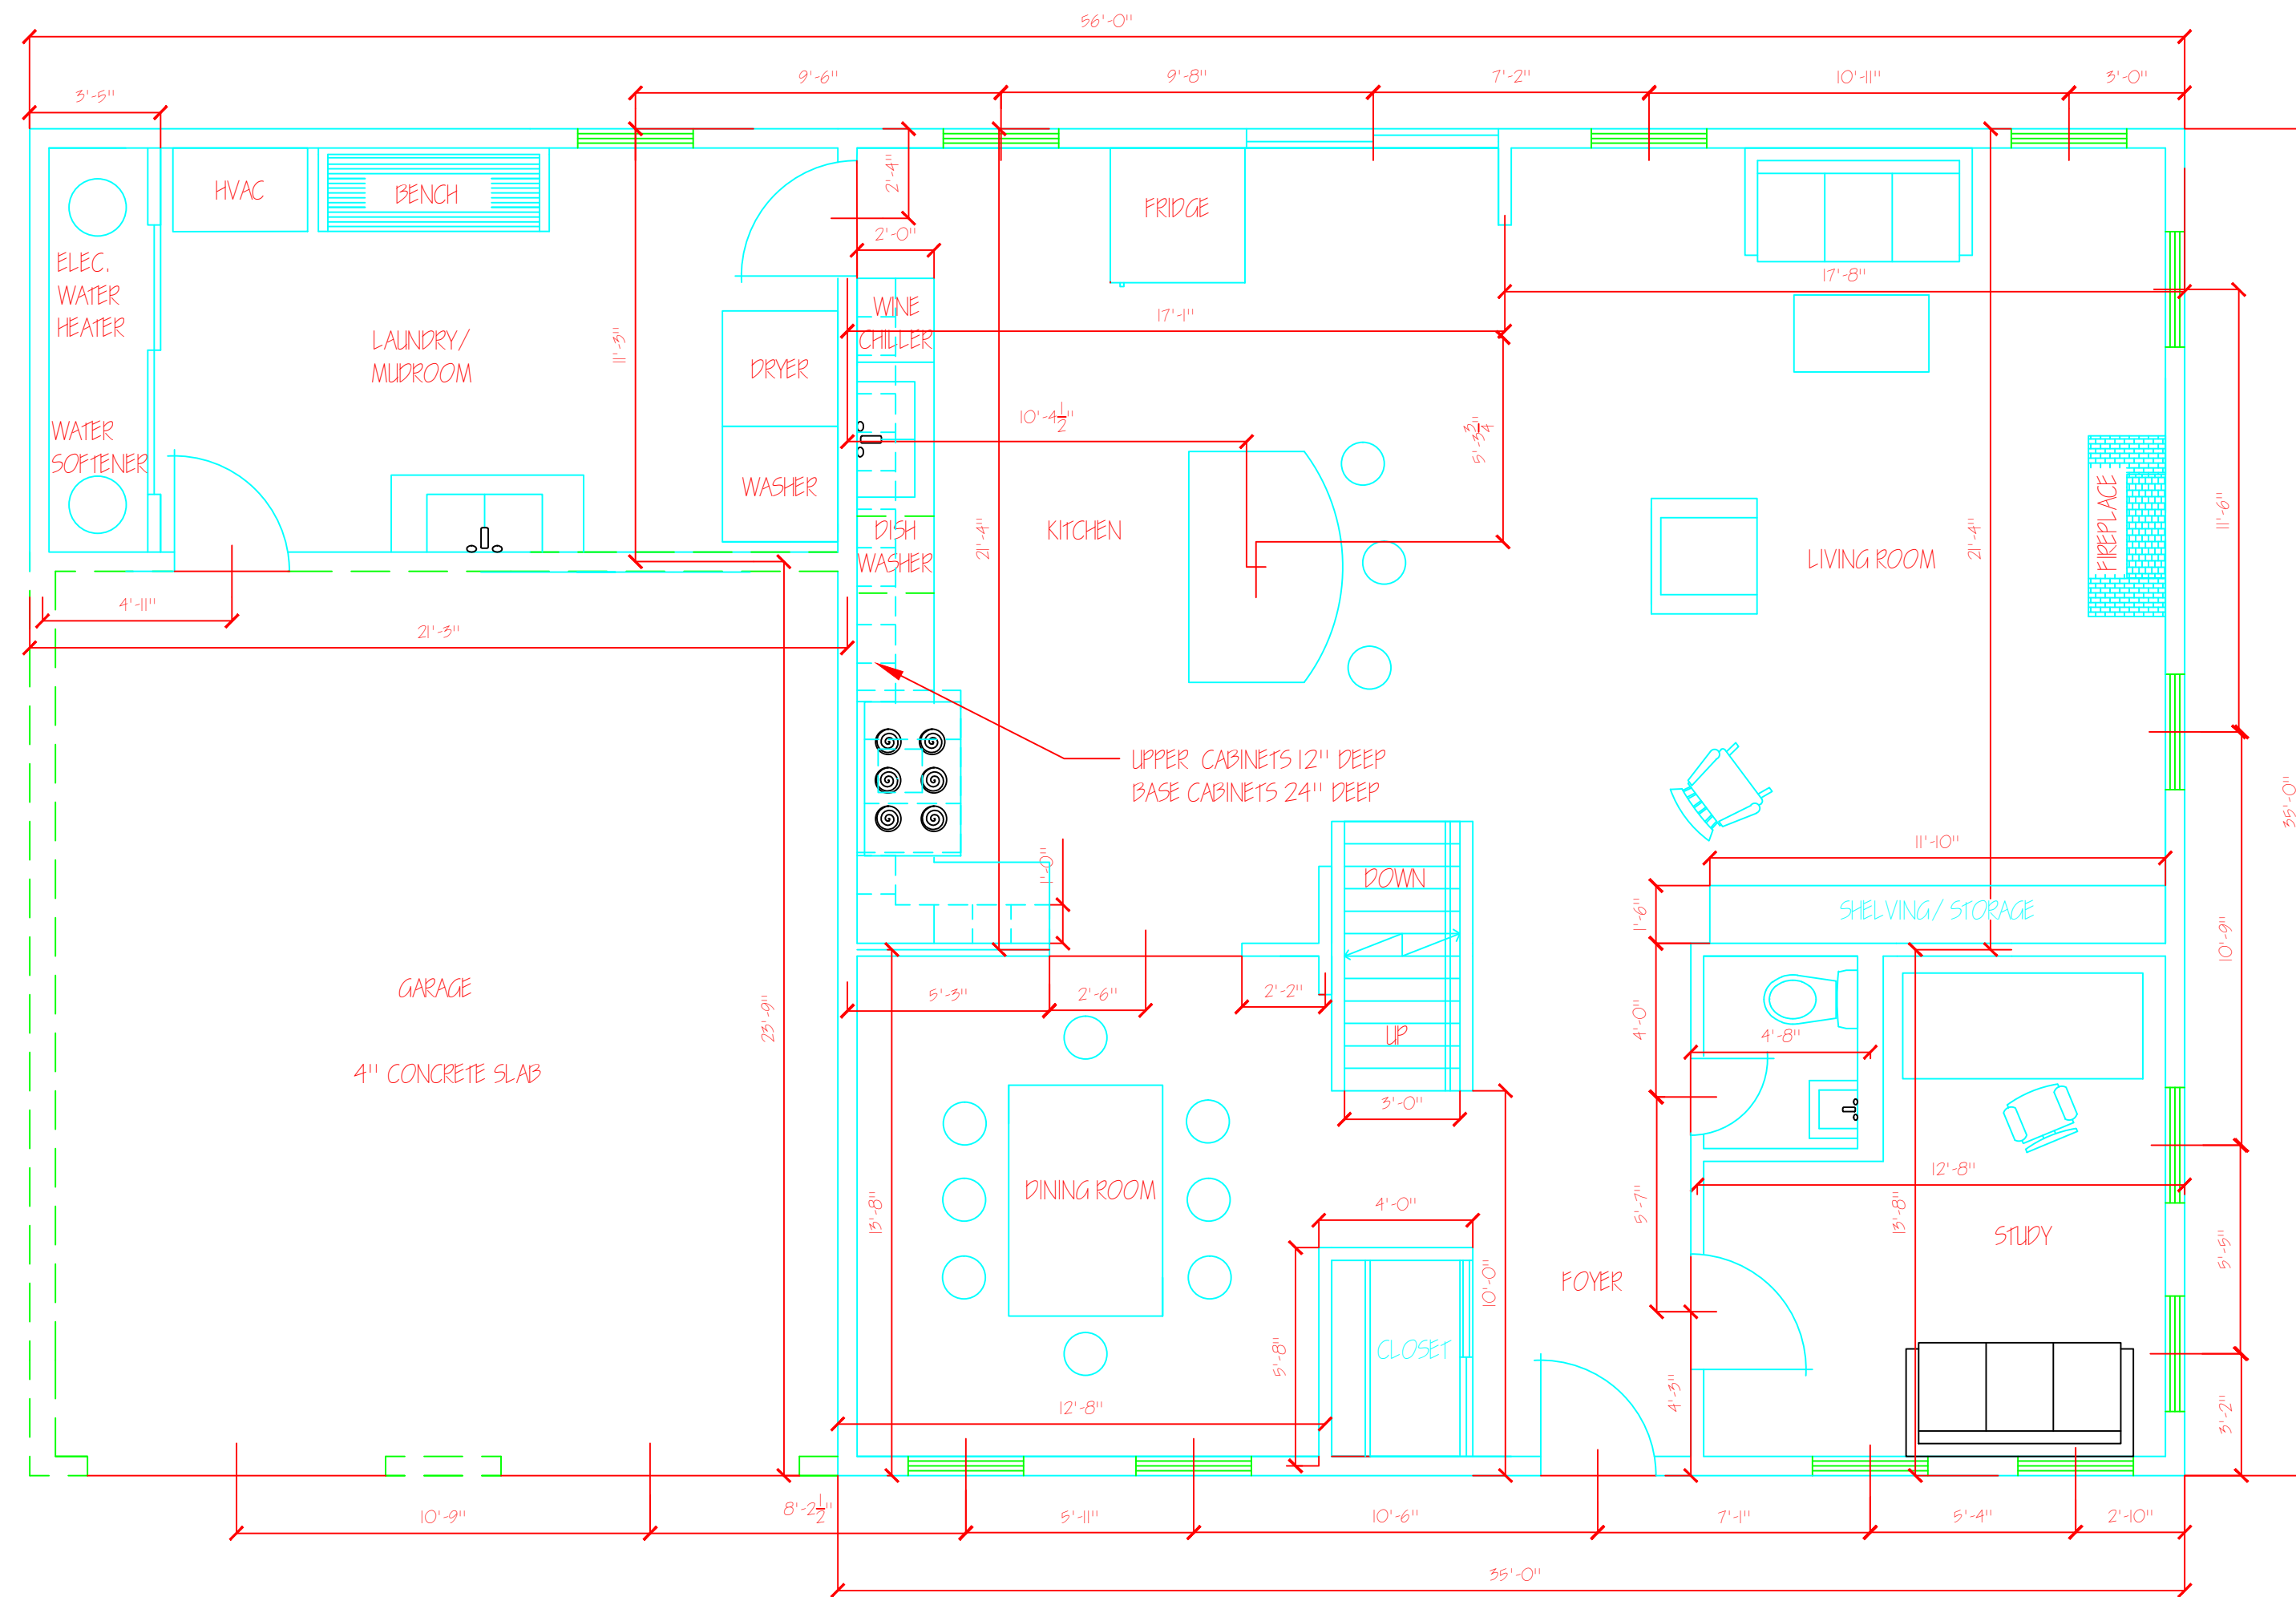 56'-0"
9'-6"
9'-8"
7'-2"
10'-11"
3'-0"
3'-5"
2'-4"
HVAC
BENCH
FRIDGE
2'-0"
ELEC.
WATER
HEATER
17'-8"
WINE
CHILLER
17'-1"
LAUNDRY/
MUDROOM
11'-3"
DRYER
10'-4 1/2"
5'-3 3/4"
WATER
SOFTENER
WASHER
DISH
WASHER
21'-4"
KITCHEN
LIVING ROOM
21'-4"
FIREPLACE
11'-6"
4'-11"
21'-3"
UPPER CABINETS 12" DEEP
BASE CABINETS 24" DEEP
35'-0"
11'-10"
1'-0"
DOWN
1'-6"
SHELVING/ STORAGE
10'-9"
GARAGE
23'-9"
5'-3"
2'-6"
2'-2"
4'-0"
4'-8"
UP
4" CONCRETE SLAB
3'-0"
12'-8"
DINING ROOM
13'-8"
4'-0"
5'-7"
13'-8"
STUDY
5'-5"
FOYER
10'-0"
5'-8"
CLOSET
4'-3"
3'-2"
12'-8"
10'-9"
8'-2 1/2"
5'-11"
10'-6"
7'-1"
5'-4"
2'-10"
35'-0"